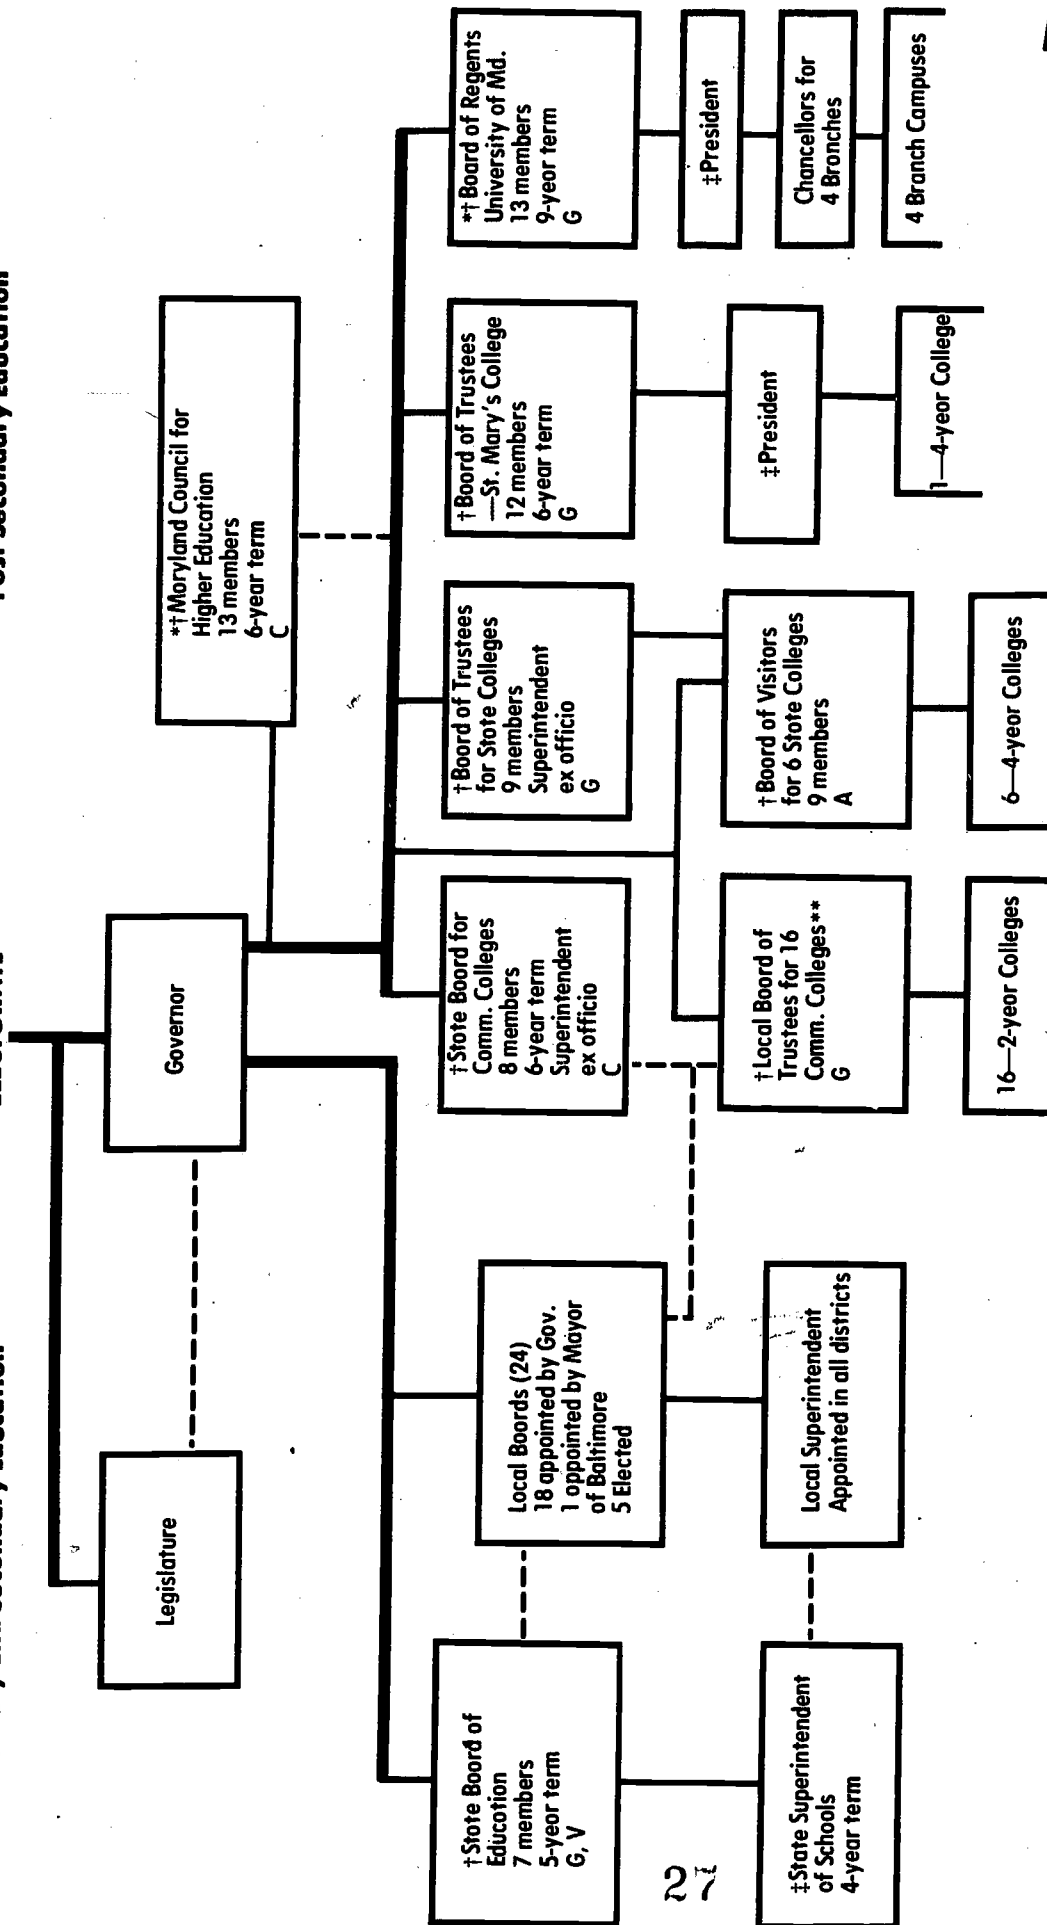 Governor
Legislature
*†Moryland Council for
Higher Education
13 members
6-year term
C
†State Board of
Education
7 members
5-year term
G, V
Local Boords (24)
18 appointed by Gov.
1 appointed by Mayor
of Baltimore
5 Elected
†State Board for
Comm. Colleges
8 members
6-year term
Superintendent
ex officio
C
†Board of Trustees
for State Colleges
9 members
Superintendent
ex officio
G
†Board of Trustees
—St. Mary's College
12 members
6-year term
G
*†Board of Regents
University of Md.
13 members
9-year term
G
‡State Superintendent
of Schools
4-year term
Local Superintendent
Appointed in all districts
†Local Board of
Trustees for 16
Comm. Colleges**
G
†Board of Visitors
for 6 State Colleges
9 members
A
‡President
‡President
Chancellors for
4 Bronches
16—2-year Colleges
6—4-year Colleges
1—4-year College
4 Branch Campuses
27